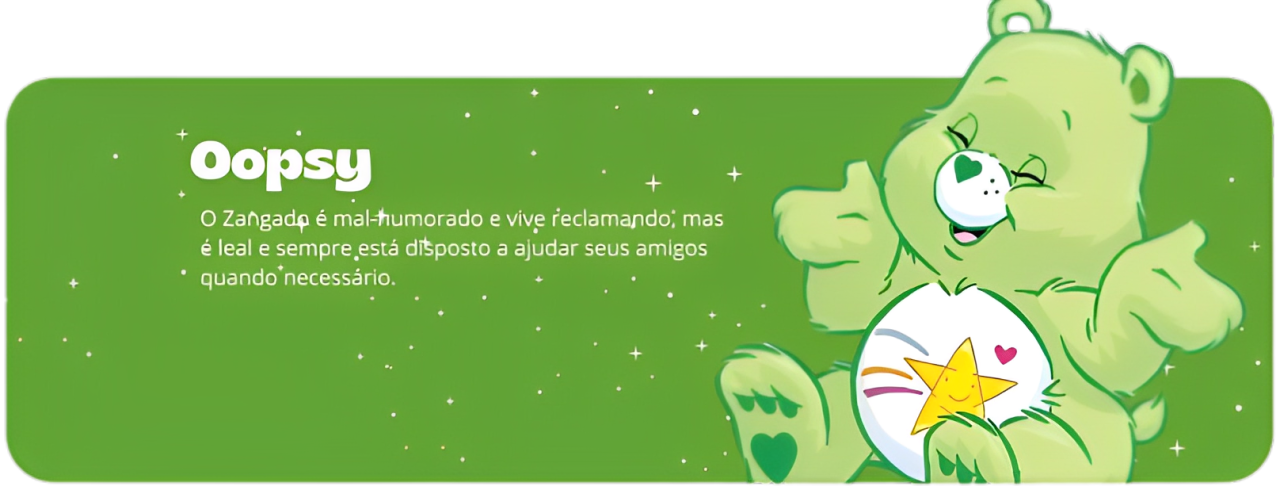 Oopsy
O Zangado é mal-humorado e vive reclamando, mas
é leal e sempre está disposto a ajudar seus amigos
quando necessário.